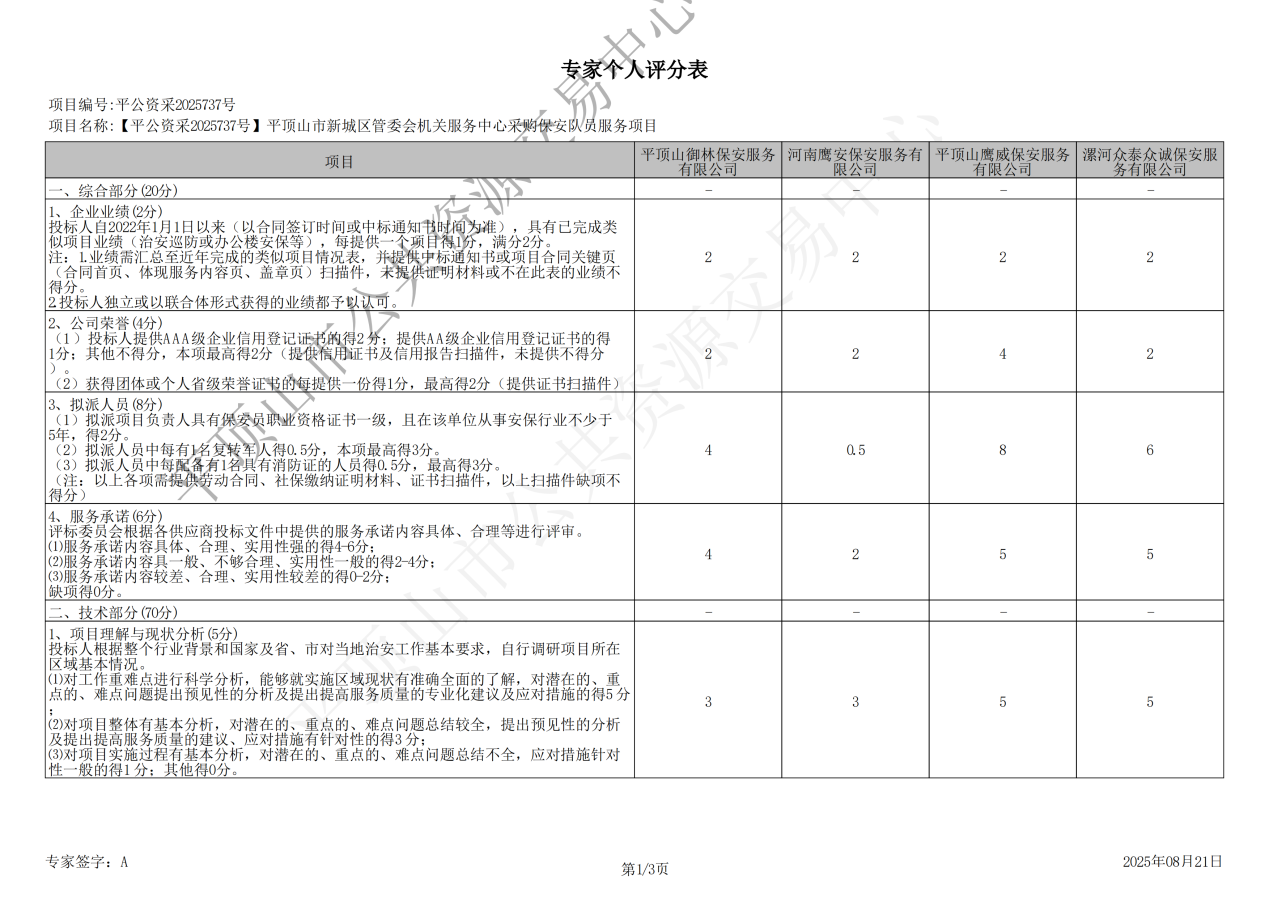 专家个人评分表
项目编号:平公资采2025737号
项目名称:【平公资采2025737号】平顶山市新城区管委会机关服务中心采购保安队员服务项目
项目
平顶山御林保安服务
有限公司
河南鹰安保安服务有
限公司
平顶山鹰威保安服务
有限公司
漯河众泰众诚保安服
务有限公司
一、综合部分(20分)
—
—
—
—
1、企业业绩(2分)
投标人自2022年1月1日以来（以合同签订时间或中标通知书时间为准），具有已完成类
似项目业绩（治安巡防或办公楼安保等），每提供一个项目得1分，满分2分。
注：1.业绩需汇总至近年完成的类似项目情况表，并提供中标通知书或项目合同关键页
（合同首页、体现服务内容页、盖章页）扫描件，未提供证明材料或不在此表的业绩不
得分。
2.投标人独立或以联合体形式获得的业绩都予以认可。
2
2
2
2
2、公司荣誉(4分)
（1）投标人提供AAA级企业信用登记证书的得2分；提供AA级企业信用登记证书的得
1分；其他不得分，本项最高得2分（提供信用证书及信用报告扫描件，未提供不得分
）。
（2）获得团体或个人省级荣誉证书的每提供一份得1分，最高得2分（提供证书扫描件）
2
2
4
2
3、拟派人员(8分)
（1）拟派项目负责人具有保安员职业资格证书一级，且在该单位从事安保行业不少于
5年，得2分。
（2）拟派人员中每有1名复转军人得0.5分，本项最高得3分。
（3）拟派人员中每配备有1名具有消防证的人员得0.5分，最高得3分。
（注：以上各项需提供劳动合同、社保缴纳证明材料、证书扫描件，以上扫描件缺项不
得分）
4
0.5
8
6
4、服务承诺(6分)
评标委员会根据各供应商投标文件中提供的服务承诺内容具体、合理等进行评审。
⑴服务承诺内容具体、合理、实用性强的得4-6分；
⑵服务承诺内容具一般、不够合理、实用性一般的得2-4分；
⑶服务承诺内容较差、合理、实用性较差的得0-2分；
缺项得0分。
4
2
5
5
二、技术部分(70分)
—
—
—
—
1、项目理解与现状分析(5分)
投标人根据整个行业背景和国家及省、市对当地治安工作基本要求，自行调研项目所在
区域基本情况。
⑴对工作重难点进行科学分析，能够就实施区域现状有准确全面的了解，对潜在的、重
点的、难点问题提出预见性的分析及提出提高服务质量的专业化建议及应对措施的得5分
；
⑵对项目整体有基本分析，对潜在的、重点的、难点问题总结较全，提出预见性的分析
及提出提高服务质量的建议、应对措施有针对性的得3分；
⑶对项目实施过程有基本分析，对潜在的、重点的、难点问题总结不全，应对措施针对
性一般的得1分；其他得0分。
3
3
5
5
平顶山市公共资源交易中心
平顶山市公共资源交易中心
专家签字：A
第1/3页
2025年08月21日